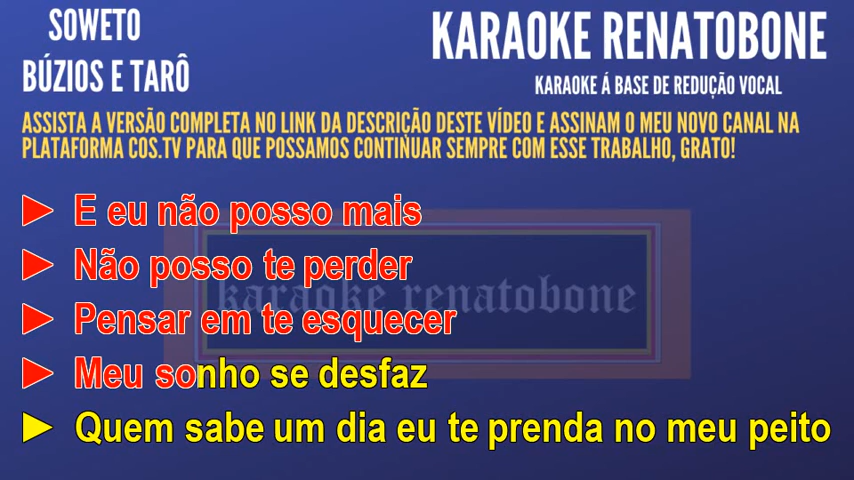 SOWETO
BÚZIOS E TARÔ
KARAOKE RENATOBONE
KARAOKE Á BASE DE REDUÇÃO VOCAL
ASSISTA A VERSÃO COMPLETA NO LINK DA DESCRIÇÃO DESTE VÍDEO E ASSINAM O MEU NOVO CANAL NA
PLATAFORMA COS.TV PARA QUE POSSAMOS CONTINUAR SEMPRE COM ESSE TRABALHO, GRATO!
► E eu não posso mais
► Não posso te perder
karaoke renatobone
► Pensar em te esquecer
► Meu sonho se desfaz
► Quem sabe um dia eu te prenda no meu peito